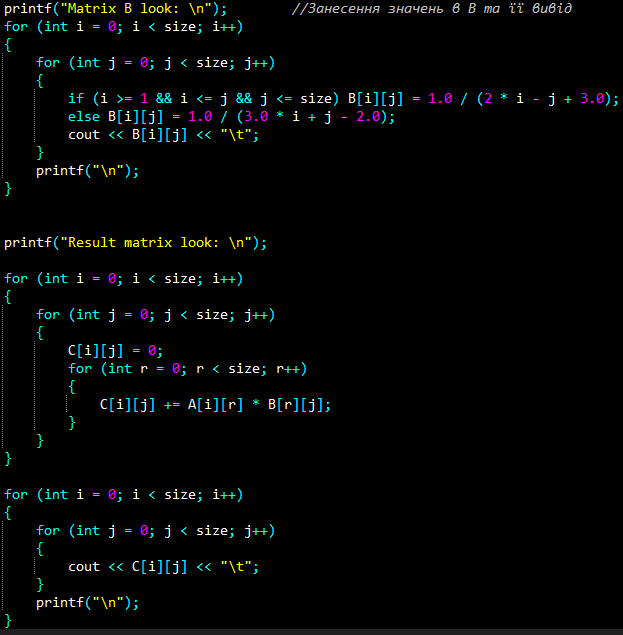 printf("Matrix B look: \n");        //Занесення значень в В та її вивід
for (int i = 0; i < size; i++)
{
    for (int j = 0; j < size; j++)
    {
        if (i >= 1 && i <= j && j <= size) B[i][j] = 1.0 / (2 * i - j + 3.0);
        else B[i][j] = 1.0 / (3.0 * i + j - 2.0);
        cout << B[i][j] << "\t";
    }
    printf("\n");
}
printf("Result matrix look: \n");
for (int i = 0; i < size; i++)
{
    for (int j = 0; j < size; j++)
    {
        C[i][j] = 0;
        for (int r = 0; r < size; r++)
        {
            C[i][j] += A[i][r] * B[r][j];
        }
    }
}
for (int i = 0; i < size; i++)
{
    for (int j = 0; j < size; j++)
    {
        cout << C[i][j] << "\t";
    }
    printf("\n");
}